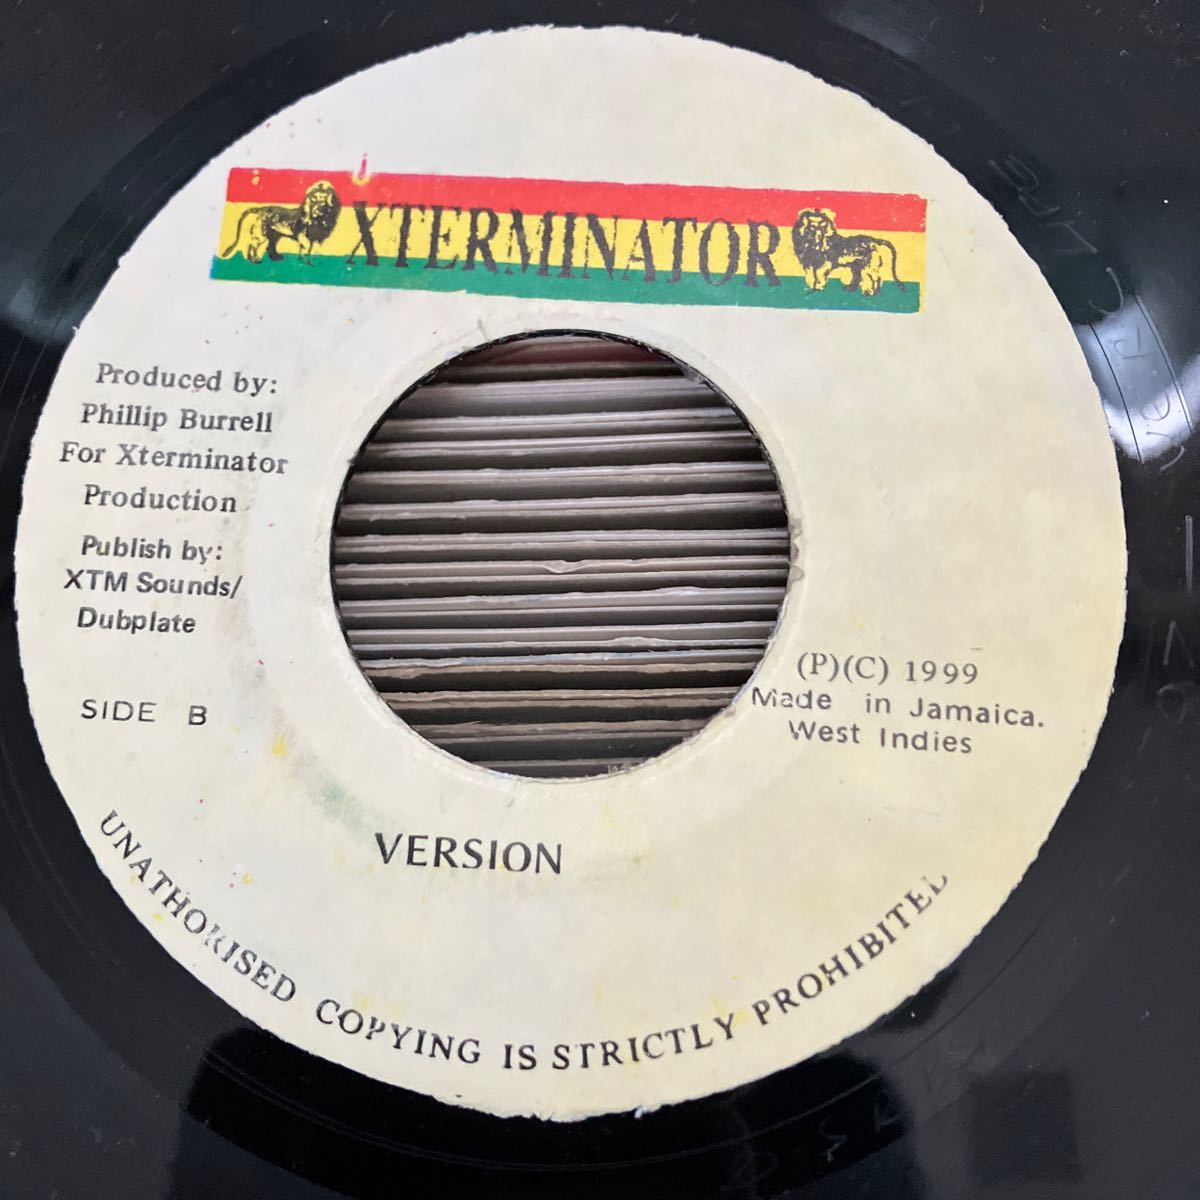 XTERMINATOR
Produced by:
Phillip Burrell
For Xterminator
Production
Publish by:
XTM Sounds/
Dubplate
SIDE B
(P)(C) 1999
Made in Jamaica.
West Indies
VERSION
UNATHORISED COPYING IS STRICTLY PROHIBITED